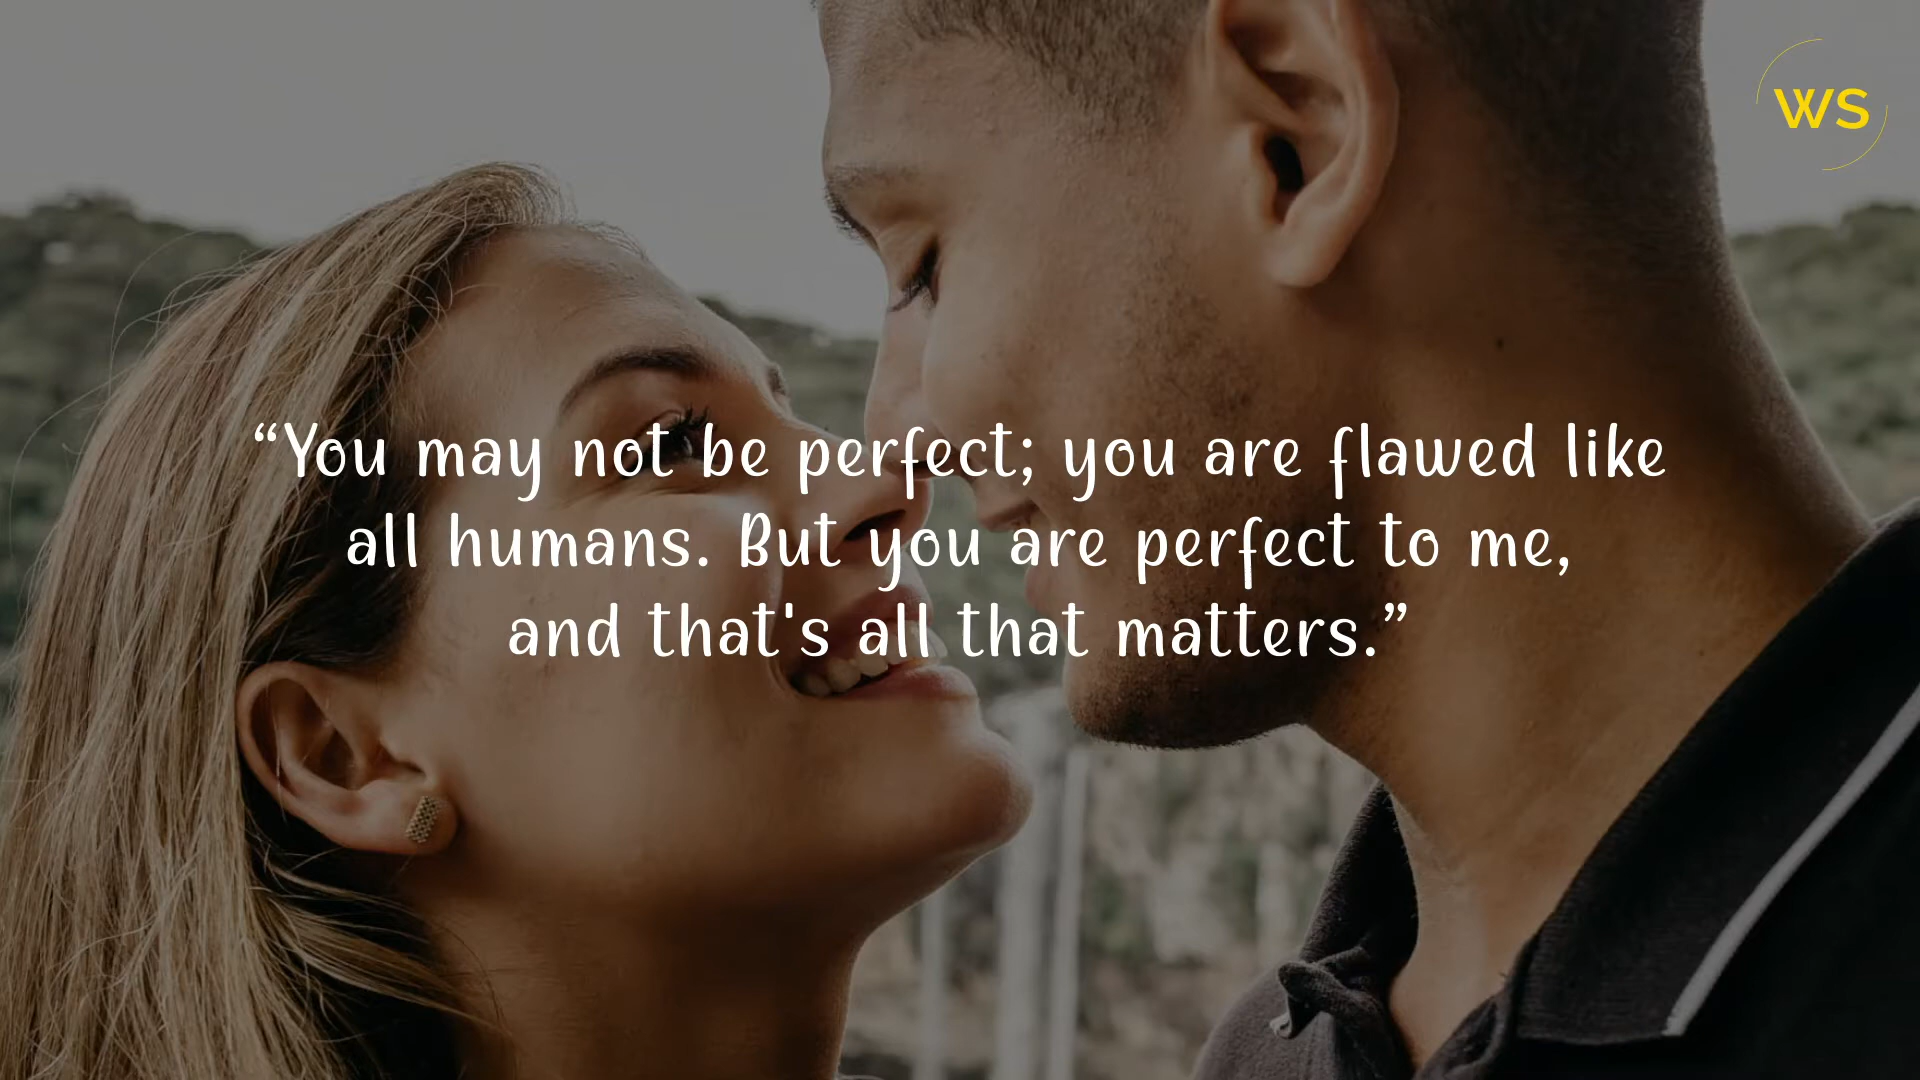 WS
“You may not be perfect; you are flawed like
all humans. But you are perfect to me,
and that's all that matters.”